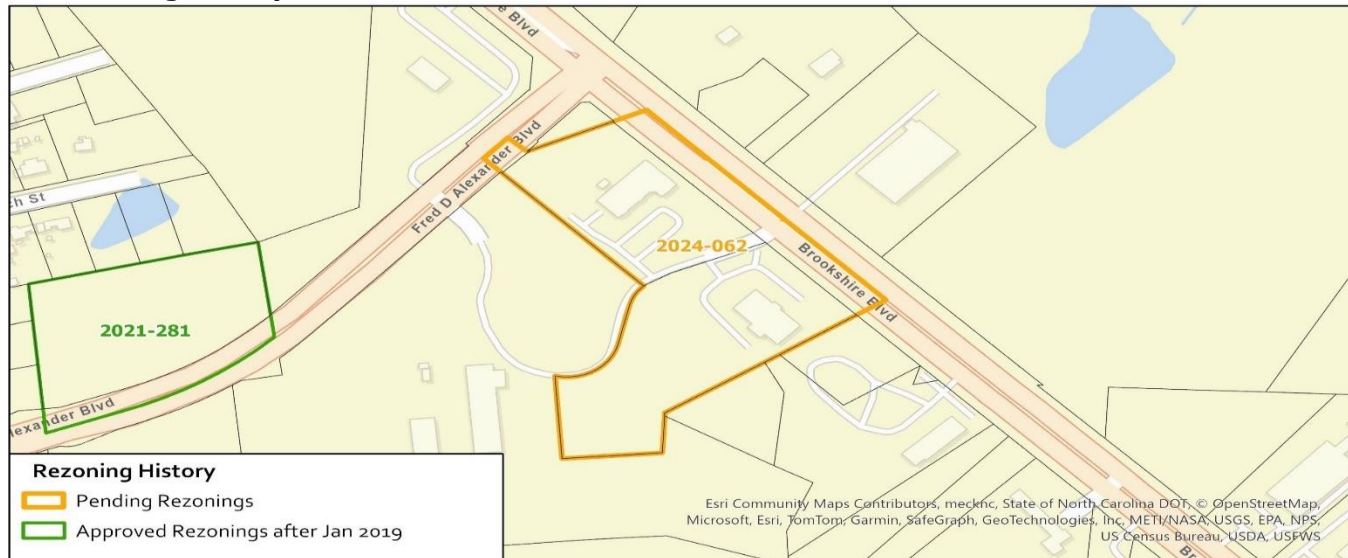 e Blvd
Fred D Alexander Blvd
ch St
2024-062
Brookshire Blvd
2021-281
lexander Blvd
Rezoning History
Pending Rezonings
Approved Rezonings after Jan 2019
Esri Community Maps Contributors, mecknc, State of North Carolina DOT, © OpenStreetMap,
Microsoft, Esri, TomTom, Garmin, SafeGraph, GeoTechnologies, Inc, METI/NASA, USGS, EPA, NPS,
US Census Bureau, USDA, USFWS